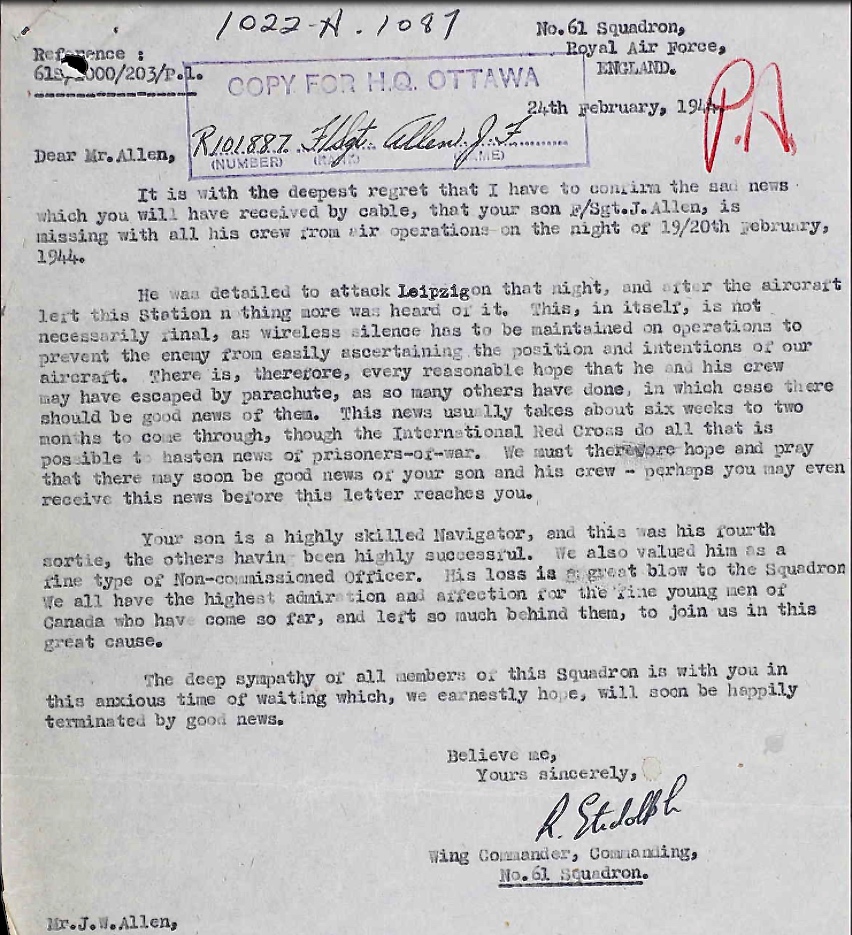 1022-A.1087
No.61 Squadron,
Reference :
Royal Air Force,
61S/ 000/203/P.1.
ENGLAND.
COPY FOR H.Q. OTTAWA
24th February, 1944.
P.A.
R101887. F/Sgt. Allen J. F.
(NUMBER)
Dear Mr.Allen,
It is with the deepest regret that I have to confirm the sad news
which you will have received by cable, that your son F/Sgt.J.Allen, is
missing with all his crew from air operations on the night of 19/20th February,
1944.
He was detailed to attack Leipzig on that night, and after the aircraft
left this Station n thing more was heard of it. This, in itself, is not
necessarily final, as wireless silence has to be maintained on operations to
prevent the enemy from easily ascertaining the position and intentions of our
aircraft. There is, therefore, every reasonable hope that he and his crew
may have escaped by parachute, as so many others have done, in which case there
should be good news of them. This news usually takes about six weeks to two
months to come through, though the International Red Cross do all that is
possible to hasten news of prisoners-of-war. We must therefore hope and pray
that there may soon be good news of your son and his crew - perhaps you may even
receive this news before this letter reaches you.
Your son is a highly skilled Navigator, and this was his fourth
sortie, the others havin been highly successful. We also valued him as a
fine type of Non-commissioned Officer. His loss is a great blow to the Squadron
We all have the highest admiration and affection for the fine young men of
Canada who have come so far, and left so much behind them, to join us in this
great cause.
The deep sympathy of all members of this Squadron is with you in
this anxious time of waiting which, we earnestly hope, will soon be happily
terminated by good news.
Believe me,
Yours sincerely,
R. Stidolph
Wing Commander, Commanding,
No.61 Squadron.
Mr.J.W.Allen,